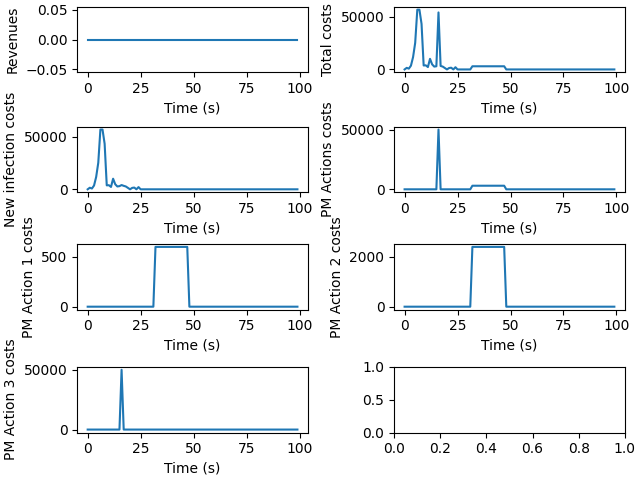 Revenues
0.05
0.00
−0.05
0 25 50 75 100
Time (s)
Total costs
50000
0
0 25 50 75 100
Time (s)
New infection costs
50000
0
0 25 50 75 100
Time (s)
PM Actions costs
50000
0
0 25 50 75 100
Time (s)
PM Action 1 costs
500
0
0 25 50 75 100
Time (s)
PM Action 2 costs
2000
0
0 25 50 75 100
Time (s)
PM Action 3 costs
50000
0
0 25 50 75 100
Time (s)
1.0
0.5
0.0
0.0 0.2 0.4 0.6 0.8 1.0